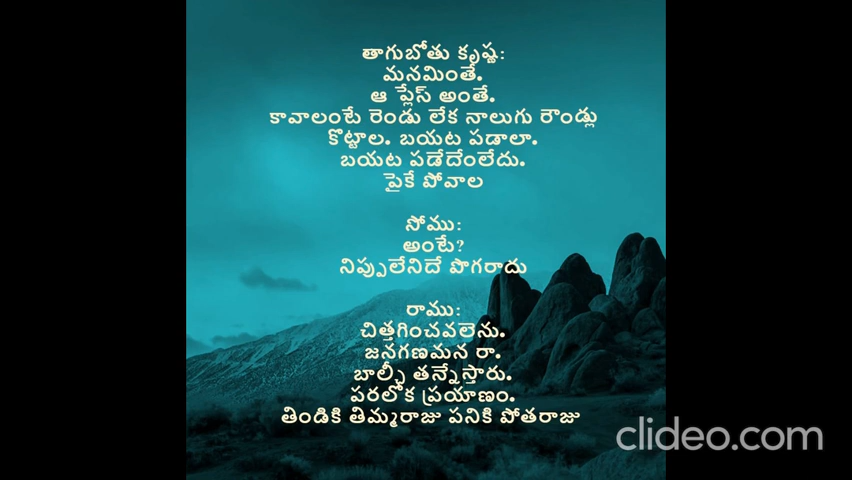 తాగుబోతు కృష్ణ:
మనమింతే.
ఆ ప్లేస్ అంతే.
కావాలంటే రెండు లేక నాలుగు రౌండ్లు
కొట్టాల. బయట పడాలా.
బయట పడేదేంలేదు.
పైకే పోవాల
సోము:
అంటే?
నిప్పులేనిదే పొగరాదు
రాము:
చిత్తగించవలెను.
జనగణమన రా.
బాల్చీ తన్నేస్తారు.
పరలోక ప్రయాణం.
తిండికి తిమ్మరాజు పనికి పోతరాజు
clideo.com